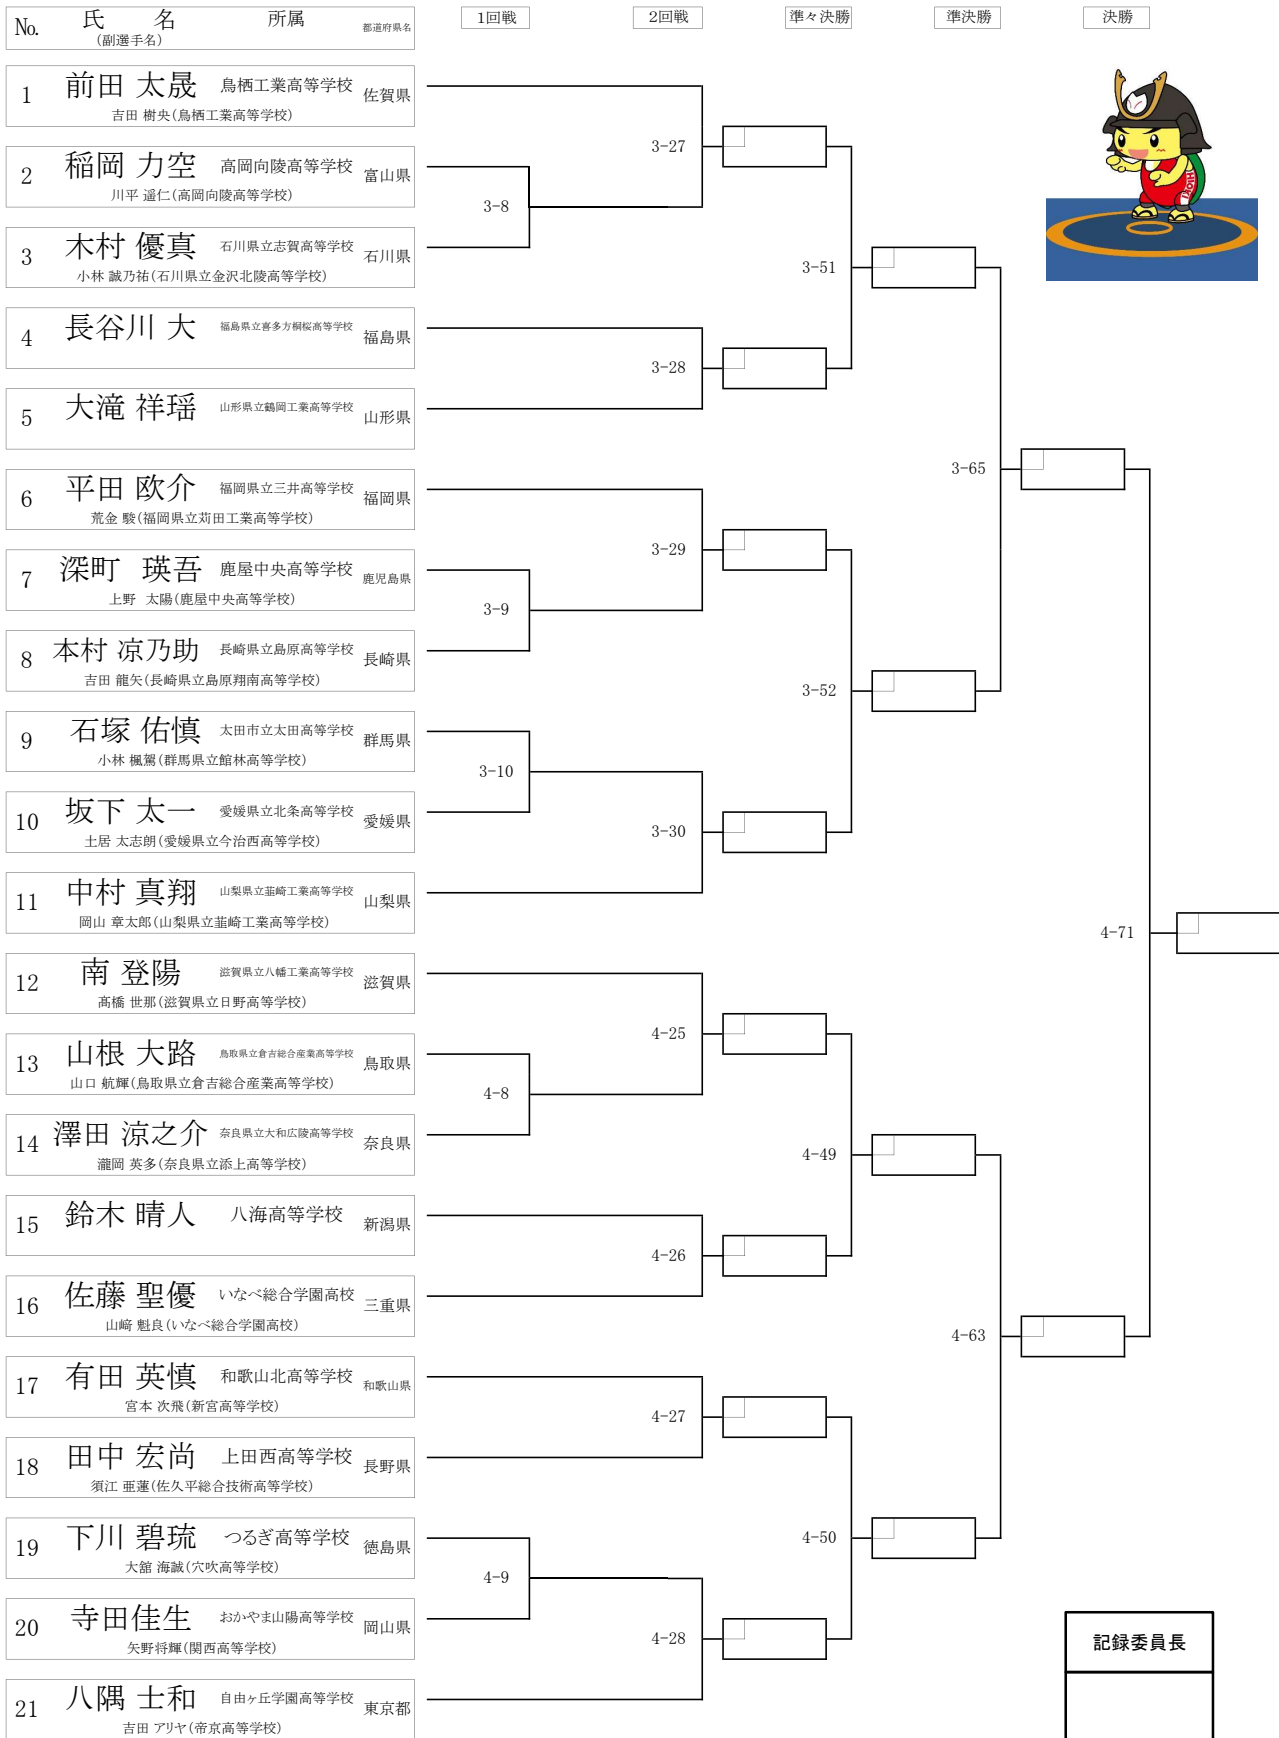 No. 氏　名 所属 都道府県名 1回戦 2回戦 準々決勝 準決勝 決勝
(副選手名)
1 前田 太晟 鳥栖工業高等学校 佐賀県
吉田 樹央(鳥栖工業高等学校)
3-27
2 稲岡 力空 高岡向陵高等学校 富山県
川平 遥仁(高岡向陵高等学校)
3-8
3 木村 優真 石川県立志賀高等学校 石川県
小林 誠乃祐(石川県立金沢北陵高等学校)
3-51
4 長谷川 大 福島県立喜多方桐桜高等学校 福島県
3-28
5 大滝 祥瑶 山形県立鶴岡工業高等学校 山形県
3-65
6 平田 欧介 福岡県立三井高等学校 福岡県
荒金 駿(福岡県立苅田工業高等学校)
3-29
7 深町 瑛吾 鹿屋中央高等学校 鹿児島県
上野 太陽(鹿屋中央高等学校)
3-9
8 本村 凉乃助 長崎県立島原高等学校 長崎県
吉田 龍矢(長崎県立島原翔南高等学校)
3-52
9 石塚 佑慎 太田市立太田高等学校 群馬県
小林 楓篤(群馬県立館林高等学校)
3-10
10 坂下 太一 愛媛県立北条高等学校 愛媛県
土居 太志朗(愛媛県立今治西高等学校)
3-30
11 中村 真翔 山梨県立韮崎工業高等学校 山梨県
岡山 章太郎(山梨県立韮崎工業高等学校)
4-71
12 南 登陽 滋賀県立八幡工業高等学校 滋賀県
髙橋 世那(滋賀県立日野高等学校)
4-25
13 山根 大路 鳥取県立倉吉総合産業高等学校 鳥取県
山口 航輝(鳥取県立倉吉総合産業高等学校)
4-8
14 澤田 涼之介 奈良県立大和広陵高等学校 奈良県
瀧岡 英多(奈良県立添上高等学校)
4-49
15 鈴木 晴人 八海高等学校 新潟県
4-26
16 佐藤 聖優 いなべ総合学園高校 三重県
山﨑 魁良(いなべ総合学園高校)
4-63
17 有田 英慎 和歌山北高等学校 和歌山県
宮本 次飛(新宮高等学校)
4-27
18 田中 宏尚 上田西高等学校 長野県
須江 亜蓮(佐久平総合技術高等学校)
4-50
19 下川 碧琉 つるぎ高等学校 徳島県
大舘 海誠(穴吹高等学校)
4-9
20 寺田佳生 おかやま山陽高等学校 岡山県
矢野将輝(関西高等学校)
4-28
記録委員長
21 八隅 士和 自由ヶ丘学園高等学校 東京都
吉田 アリヤ(帝京高等学校)